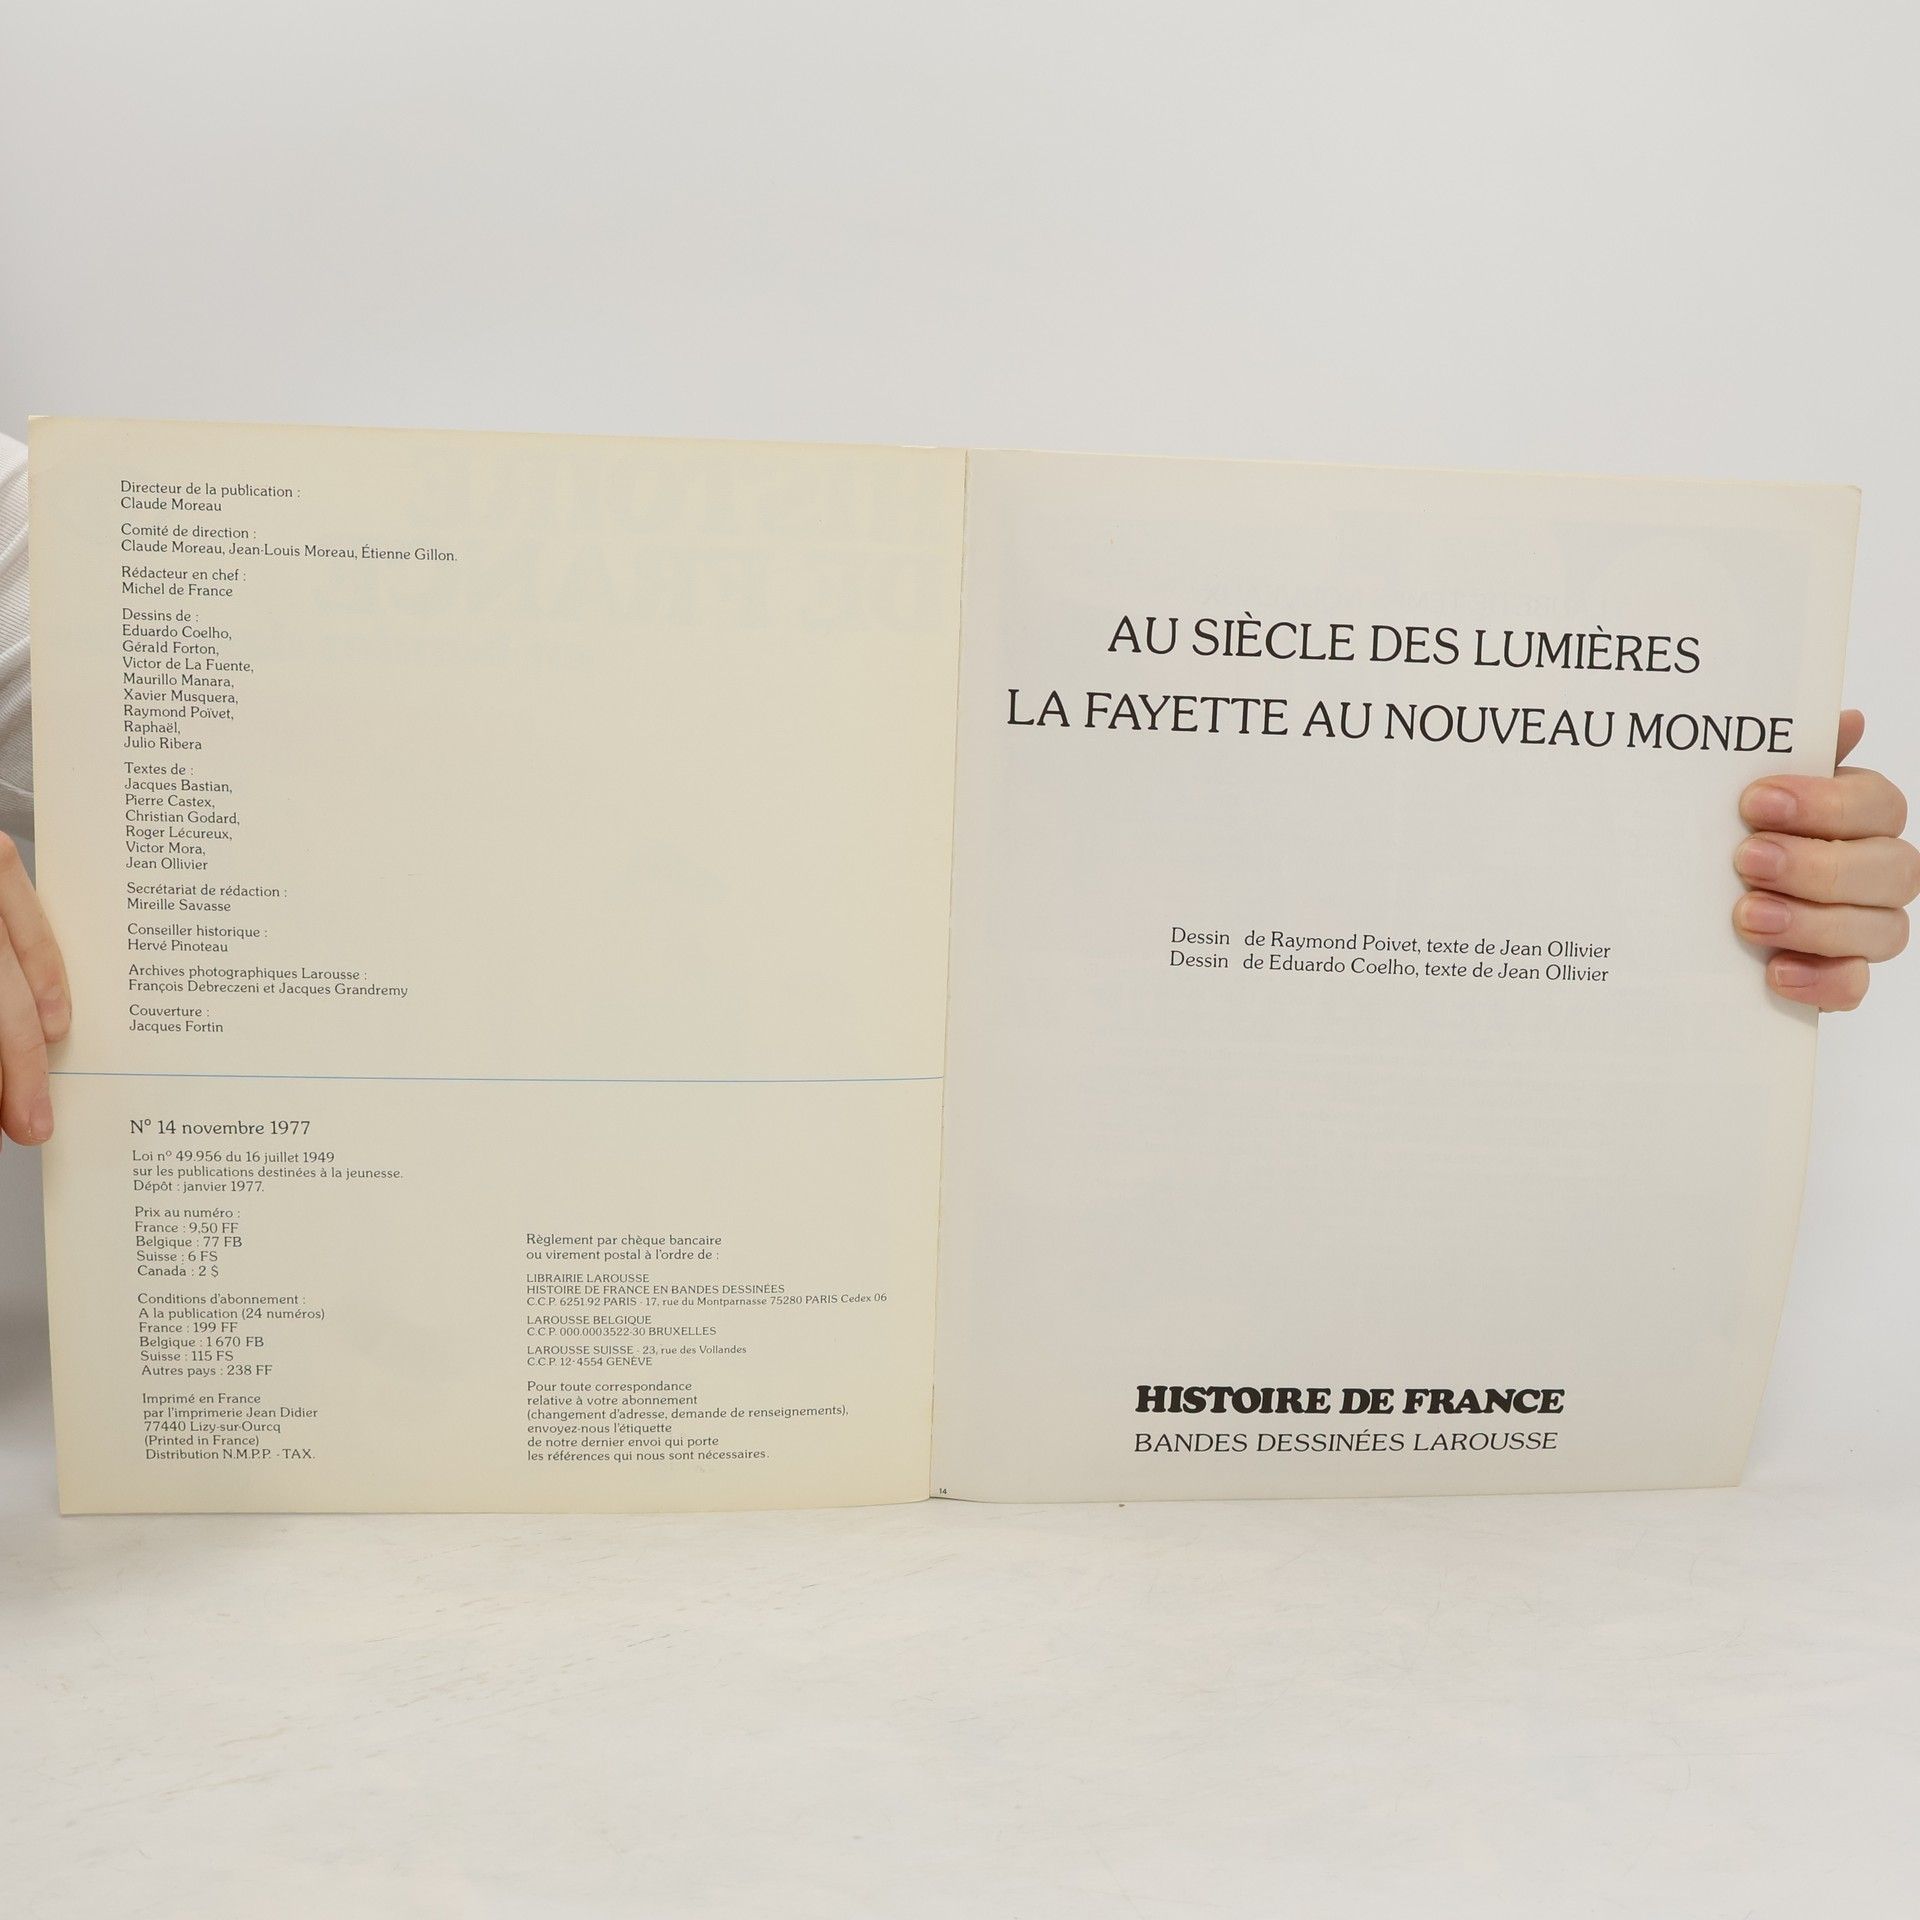 Directeur de la publication :
Claude Moreau
Comité de direction :
Claude Moreau, Jean-Louis Moreau, Étienne Gillon.
Rédacteur en chef :
Michel de France
Dessins de :
Eduardo Coelho,
Gérald Forton,
Victor de La Fuente,
Maurillo Manara,
Xavier Musquera,
Raymond Poïvet,
Raphaël,
Julio Ribera
Textes de :
Jacques Bastian,
Pierre Castex,
Christian Godard,
Roger Lécureux,
Victor Mora,
Jean Ollivier
Secrétariat de rédaction :
Mireille Savasse
Conseiller historique :
Hervé Pinoteau
Archives photographiques Larousse :
François Debreczeni et Jacques Grandremy
Couverture :
Jacques Fortin
N° 14 novembre 1977
Loi n° 49.956 du 16 juillet 1949
sur les publications destinées à la jeunesse.
Dépôt : janvier 1977.
Prix au numéro :
France : 9,50 FF
Belgique : 77 FB
Suisse : 6 FS
Canada : 2 $
Conditions d'abonnement :
A la publication (24 numéros)
France : 199 FF
Belgique : 1 670 FB
Suisse : 115 FS
Autres pays : 238 FF
Imprimé en France
par l'imprimerie Jean Didier
77440 Lizy-sur-Ourcq
(Printed in France)
Distribution N.M.P.P. - TAX.
Règlement par chèque bancaire
ou virement postal à l'ordre de :
LIBRAIRIE LAROUSSE
HISTOIRE DE FRANCE EN BANDES DESSINÉES
C.C.P. 6251.92 PARIS - 17, rue du Montparnasse 75280 PARIS Cedex 06
LAROUSSE BELGIQUE
C.C.P. 000.0003522-30 BRUXELLES
LAROUSSE SUISSE - 23, rue des Vollandes
C.C.P. 12-4554 GENÈVE
Pour toute correspondance
relative à votre abonnement
(changement d'adresse, demande de renseignements),
envoyez-nous l'étiquette
de notre dernier envoi qui porte
les références qui nous sont nécessaires.
AU SIÈCLE DES LUMIÈRES
LA FAYETTE AU NOUVEAU MONDE
Dessin de Raymond Poivet, texte de Jean Ollivier
Dessin de Eduardo Coelho, texte de Jean Ollivier
HISTOIRE DE FRANCE
BANDES DESSINÉES LAROUSSE
14